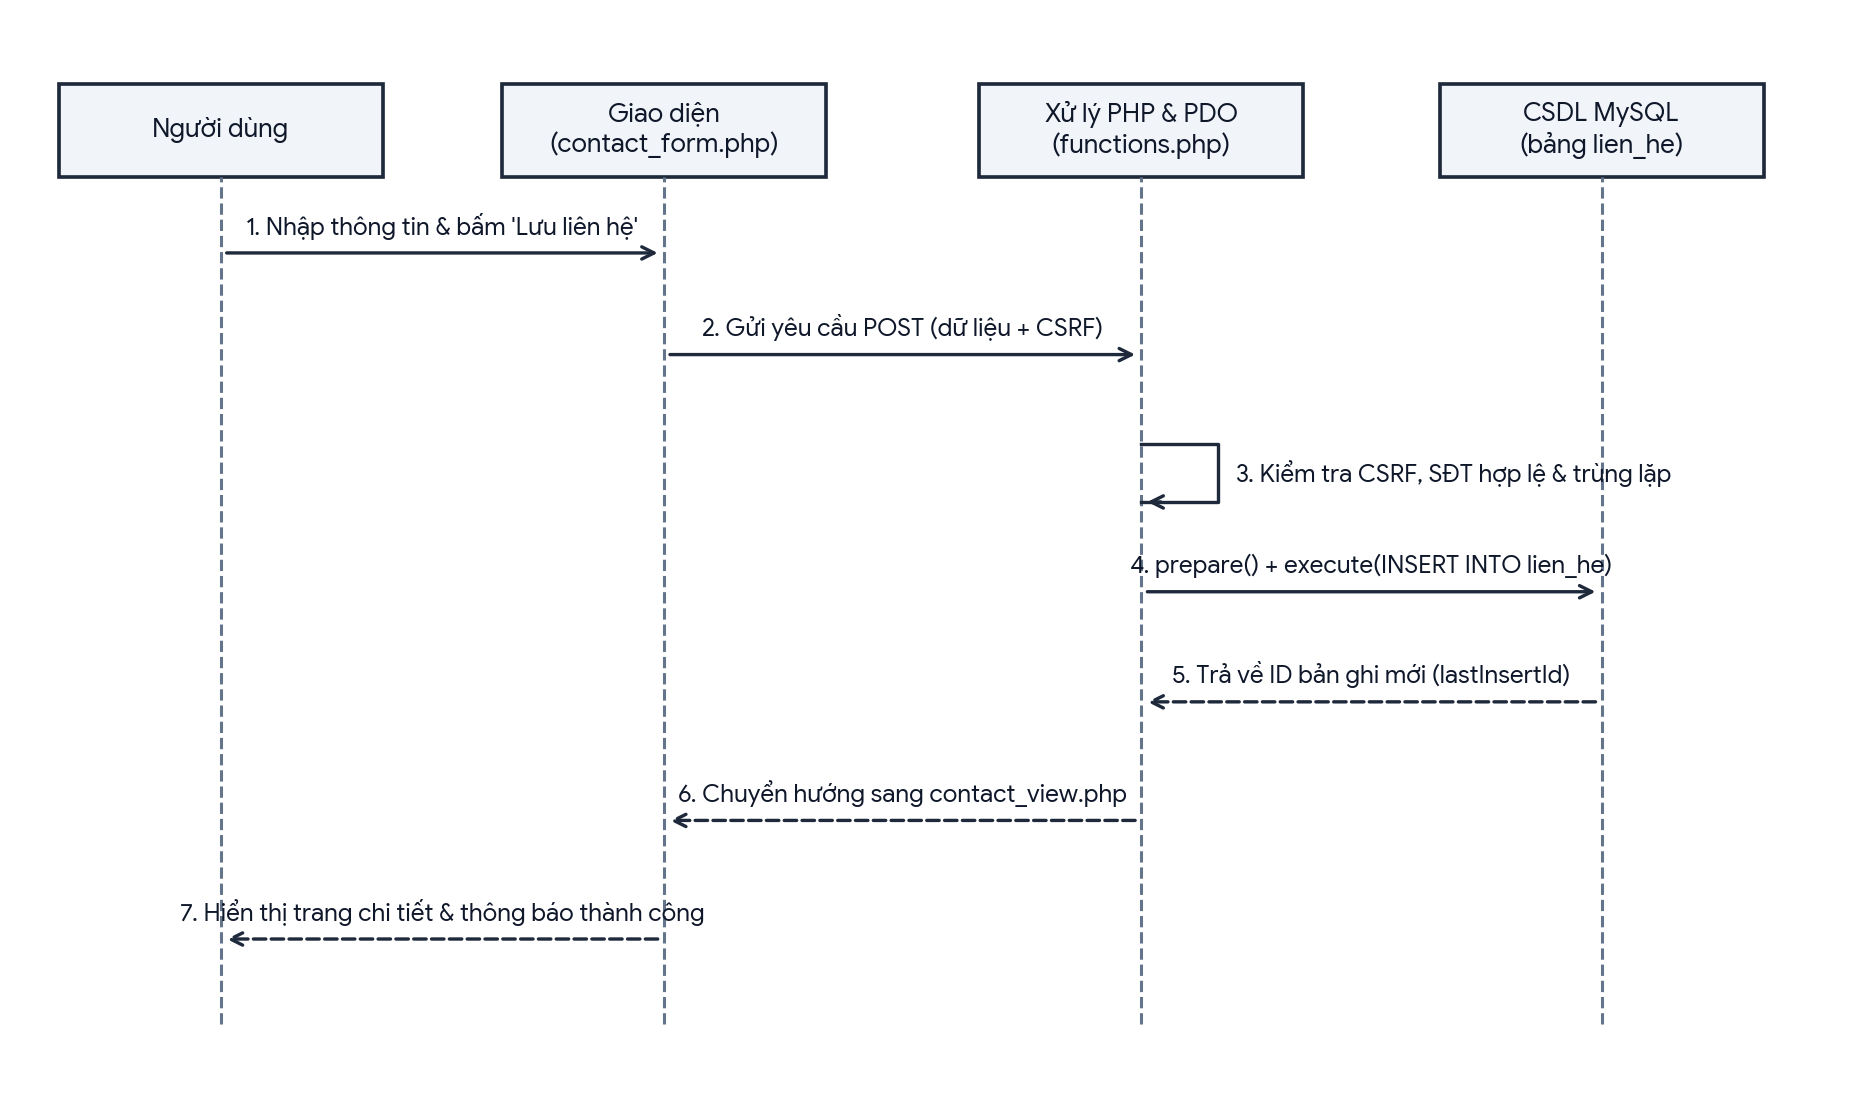 Người dùng
Giao diện
(contact_form.php)
Xử lý PHP & PDO
(functions.php)
CSDL MySQL
(bảng lien_he)
1. Nhập thông tin & bấm 'Lưu liên hệ'
2. Gửi yêu cầu POST (dữ liệu + CSRF)
3. Kiểm tra CSRF, SĐT hợp lệ & trùng lặp
4. prepare() + execute(INSERT INTO lien_he)
5. Trả về ID bản ghi mới (lastInsertId)
6. Chuyển hướng sang contact_view.php
7. Hiển thị trang chi tiết & thông báo thành công